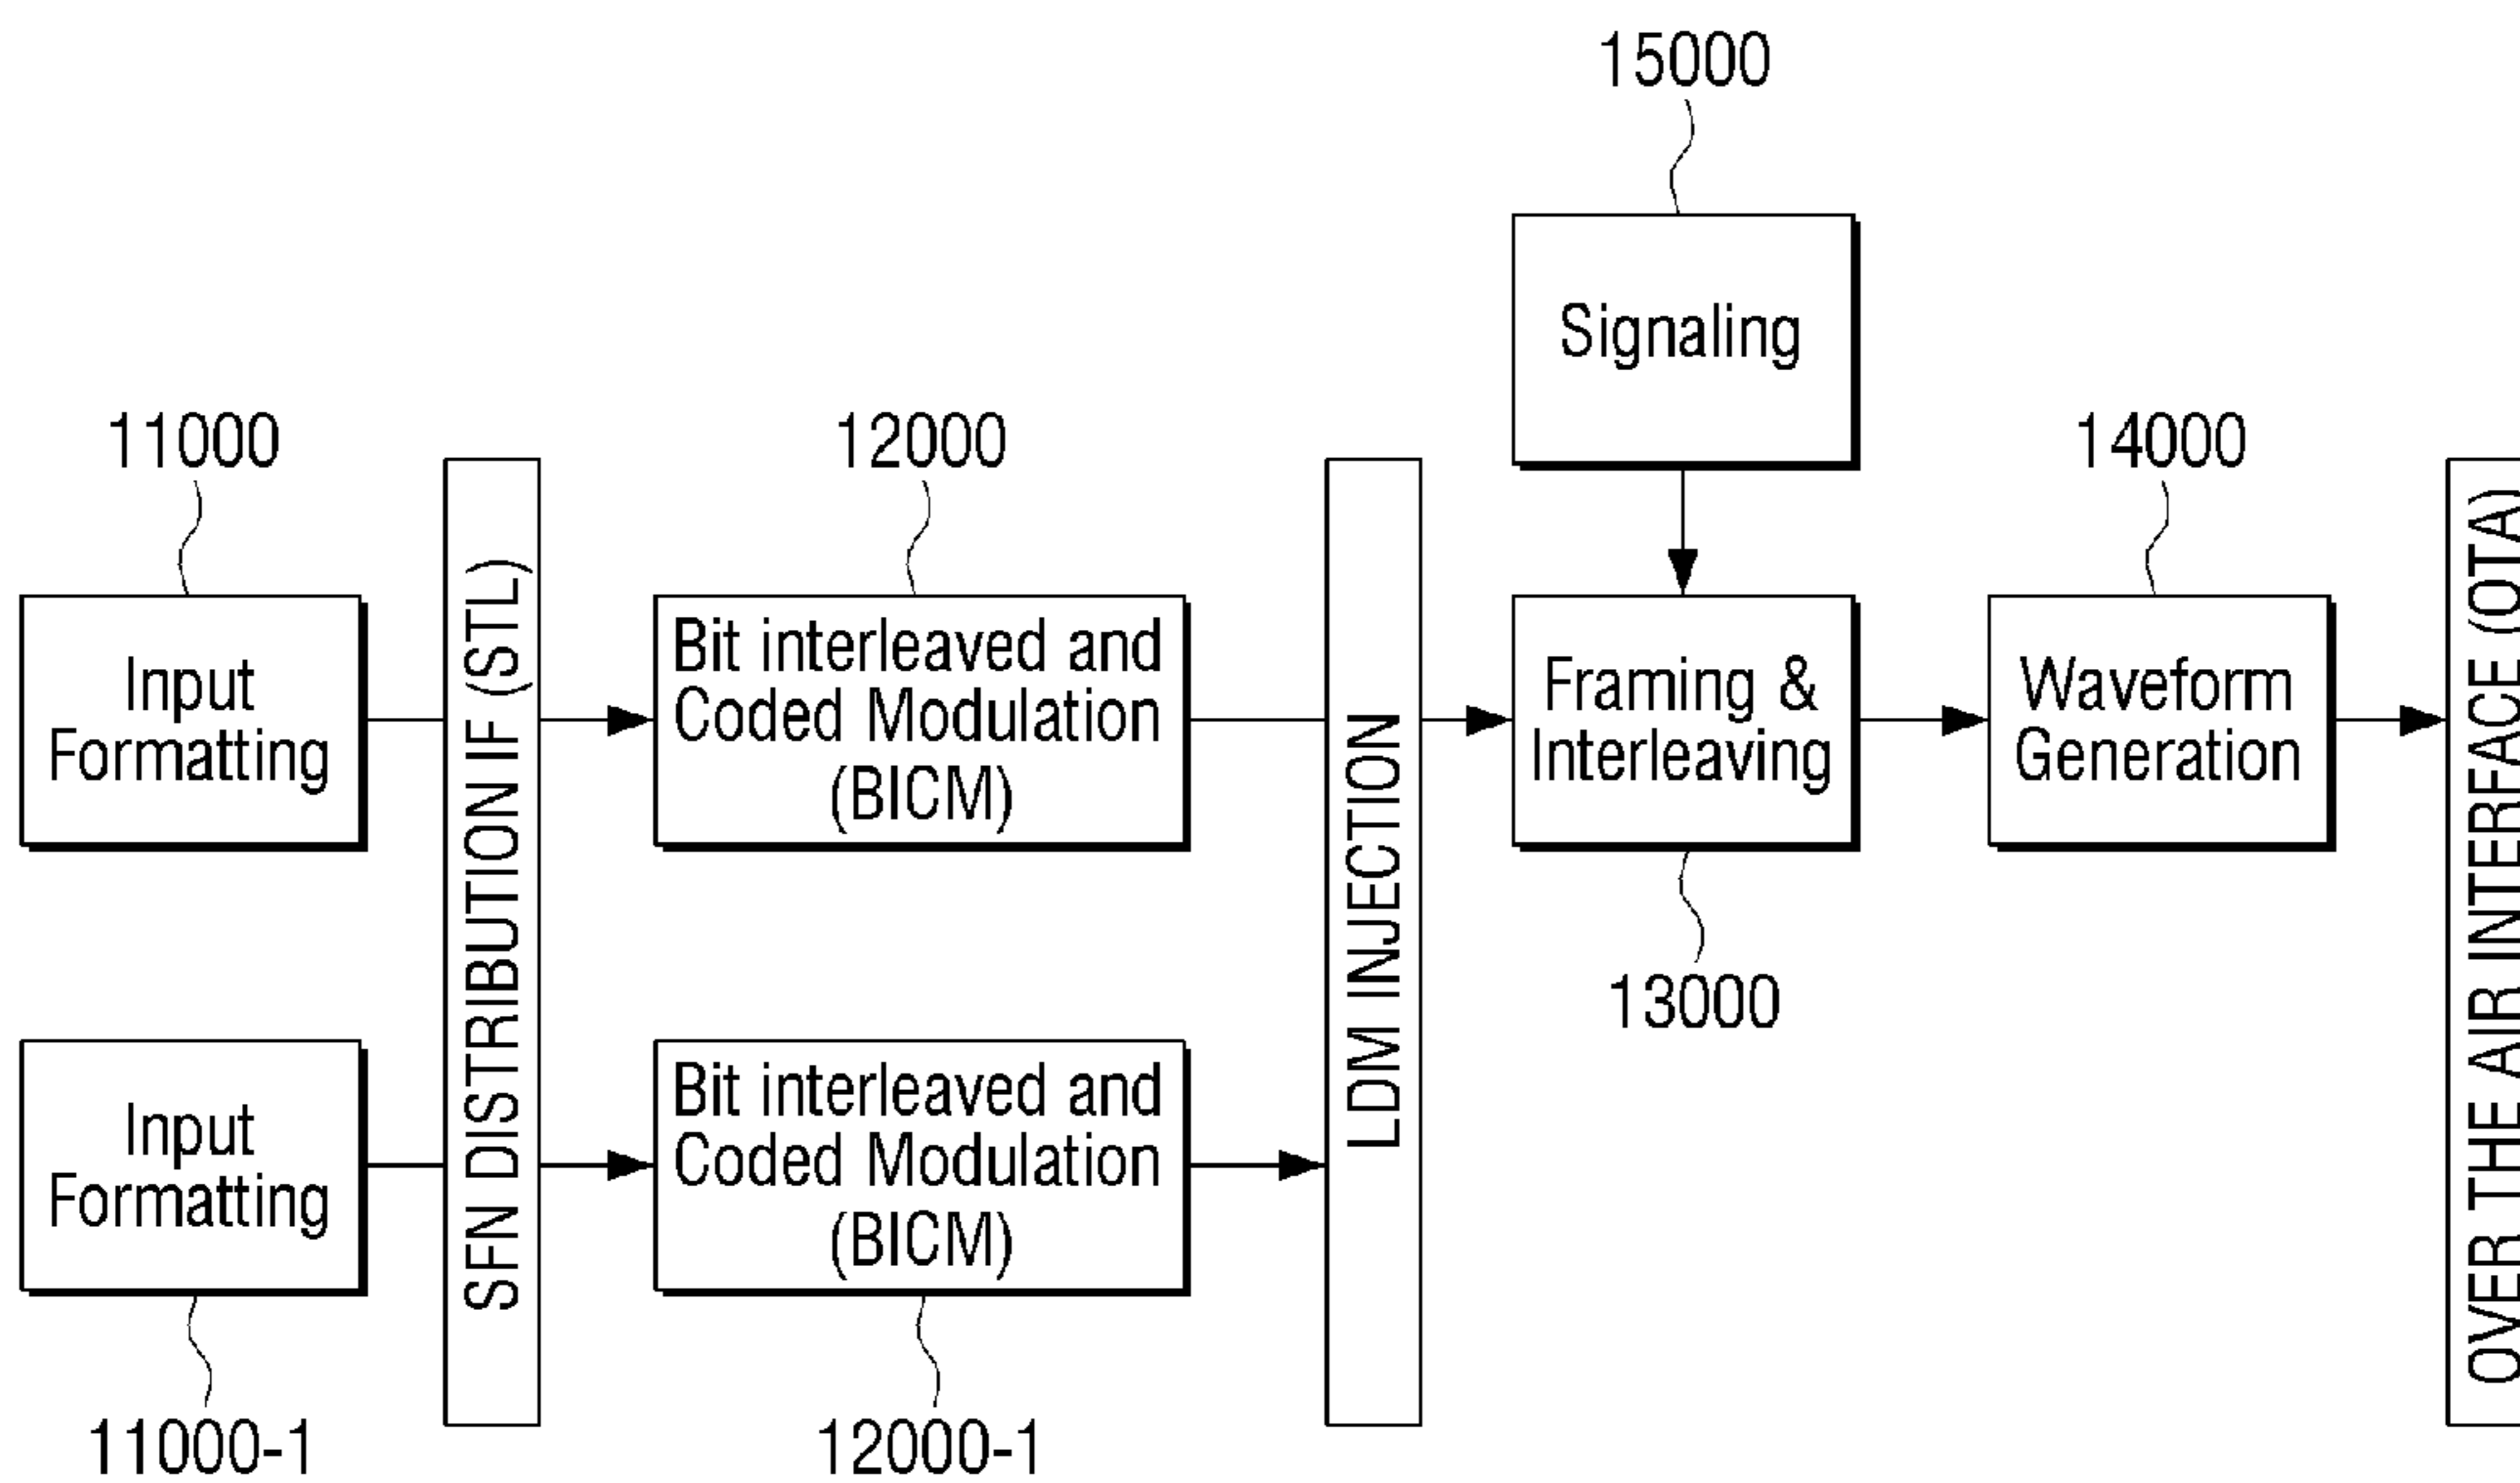 15000
Signaling
11000
12000
14000
Input
Formatting
SFN DISTRIBUTION IF (STL)
Bit interleaved and
Coded Modulation
(BICM)
LDM INJECTION
Framing &
Interleaving
Waveform
Generation
OVER THE AIR INTERFACE (OTA)
13000
Input
Formatting
Bit interleaved and
Coded Modulation
(BICM)
11000-1
12000-1